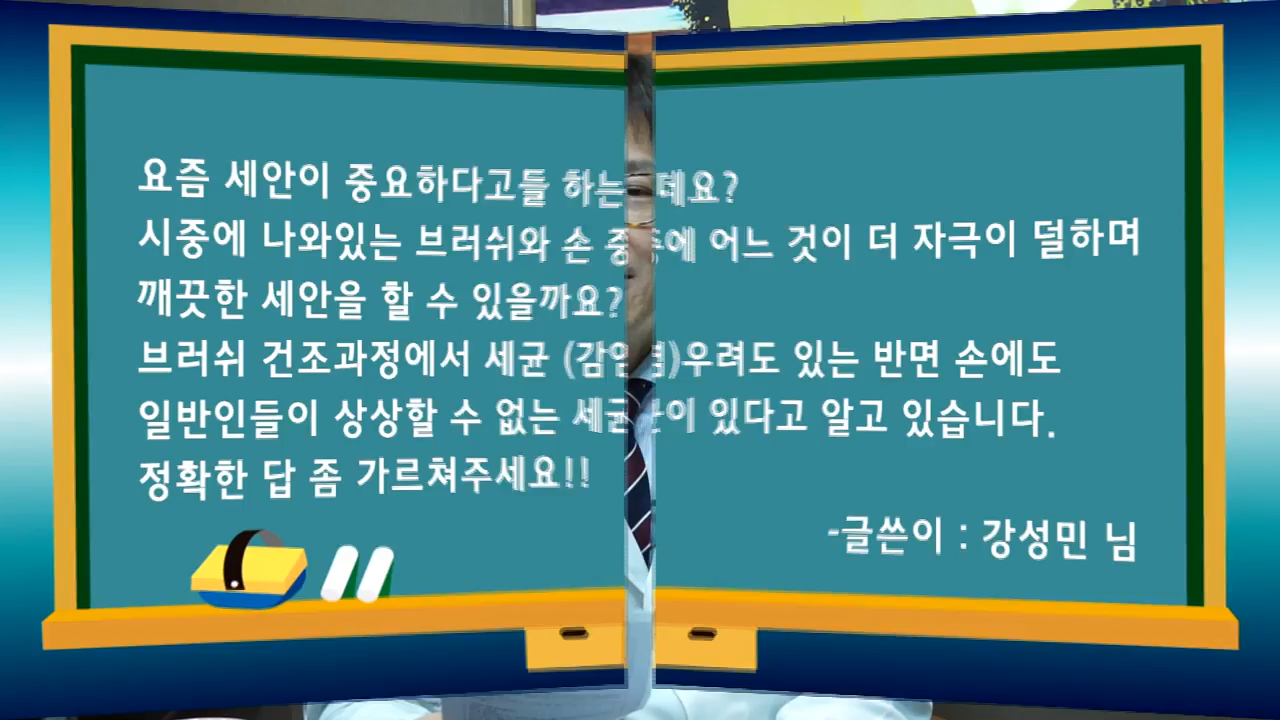 요즘 세안이 중요하다고들 하는데요?
시중에 나와있는 브러쉬와 손 중에 어느 것이 더 자극이 덜하며
깨끗한 세안을 할 수 있을까요?
브러쉬 건조과정에서 세균 (감염)우려도 있는 반면 손에도
일반인들이 상상할 수 없는 세균이 있다고 알고 있습니다.
정확한 답 좀 가르쳐주세요!!
-글쓴이 : 강성민 님